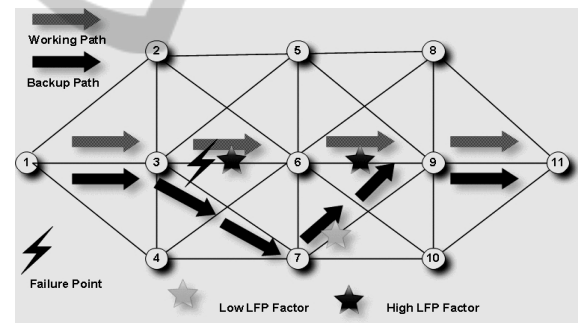 Working Path
Backup Path
2
5
8
1
3
6
9
11
4
7
10
Failure Point
Low LFP Factor
High LFP Factor